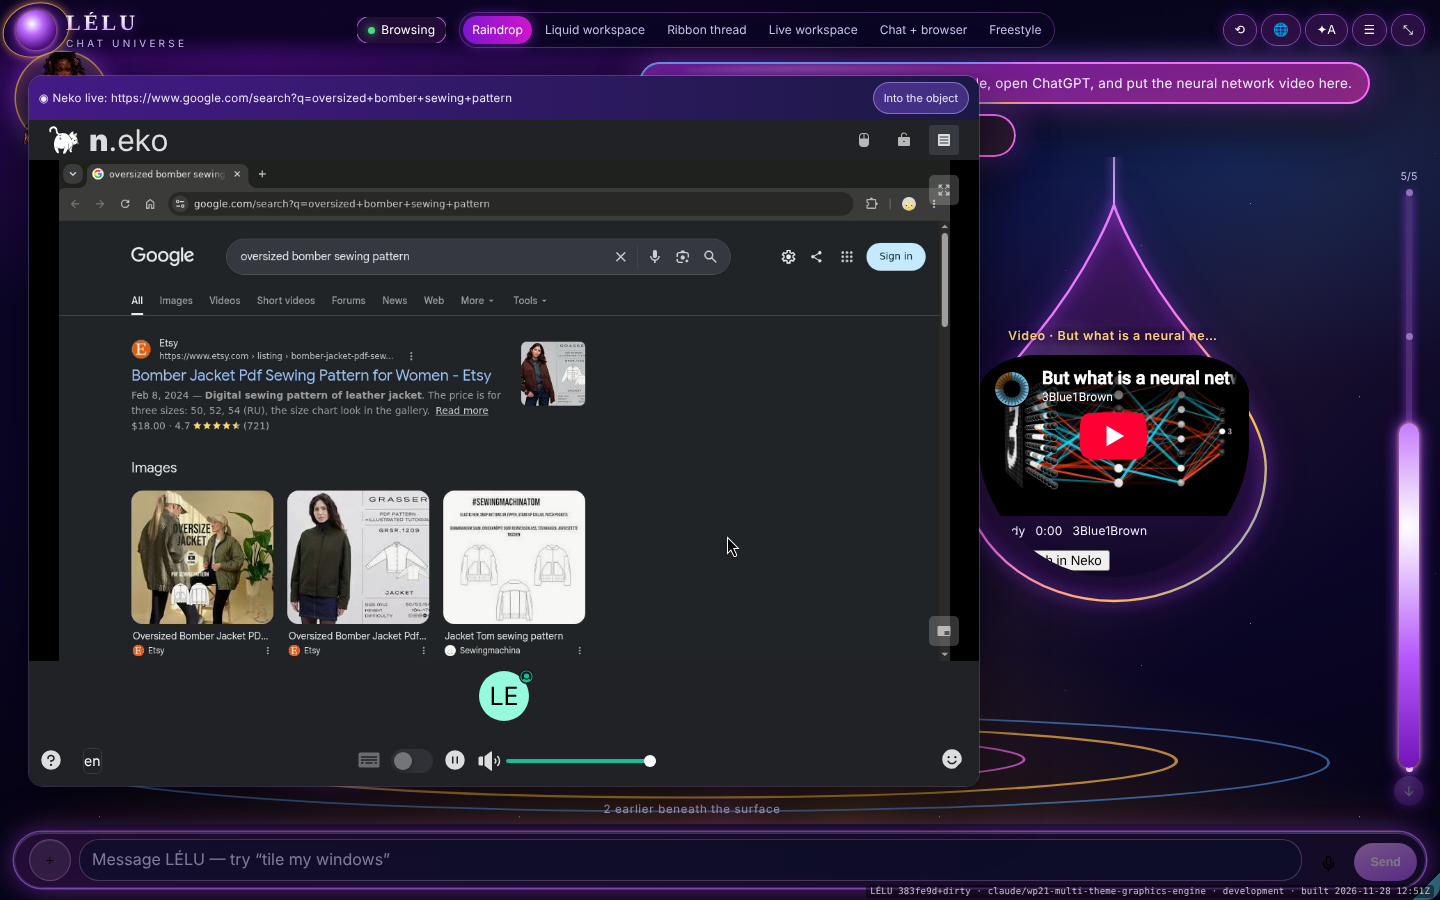 LÉLU
CHAT UNIVERSE
Browsing
Raindrop
Liquid workspace
Ribbon thread
Live workspace
Chat + browser
Freestyle
✦A
, open ChatGPT, and put the neural network video here.
Neko live: https://www.google.com/search?q=oversized+bomber+sewing+pattern
Into the object
n.eko
oversized bomber sewing
google.com/search?q=oversized+bomber+sewing+pattern
Google
oversized bomber sewing pattern
Sign in
All
Images
Videos
Short videos
Forums
News
Web
More
Tools
Etsy
https://www.etsy.com › listing › bomber-jacket-pdf-sew...
Bomber Jacket Pdf Sewing Pattern for Women - Etsy
Feb 8, 2024 — Digital sewing pattern of leather jacket. The price is for
three sizes: 50, 52, 54 (RU), the size chart look in the gallery. Read more
$18.00 · 4.7 ★★★★★ (721)
Images
OVERSIZE
JACKET
GRASSER
PDF PATTERN
+ILLUSTRATED TUTORIAL
GRSR.1209
JACKET
#SEWINGMACHINATOM
Oversized Bomber Jacket PD...
Etsy
Oversized Bomber Jacket Pdf...
Etsy
Jacket Tom sewing pattern
Sewingmachina
LE
en
5/5
Video · But what is a neural ne...
But what is a neural netw
3Blue1Brown
dy 0:00 3Blue1Brown
in Neko
2 earlier beneath the surface
+
Message LÉLU — try “tile my windows”
Send
LÉLU 383fe9d+dirty · claude/wp21-multi-theme-graphics-engine · development · built 2026-11-28 12:51Z